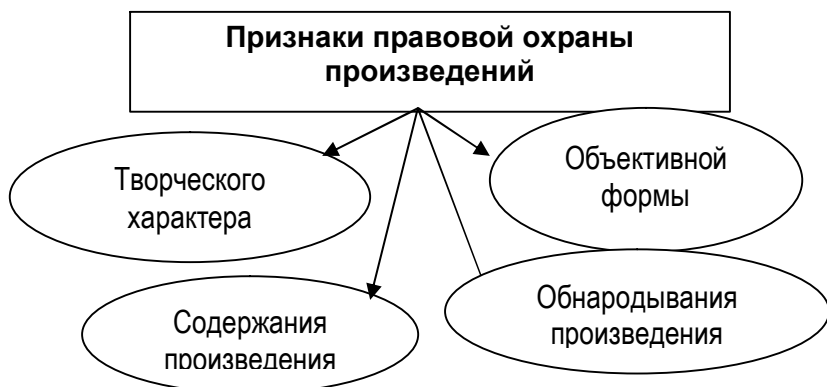 Признаки правовой охраны
произведений
Творческого
характера
Объективной
формы
Содержания
произведения
Обнародывания
произведения